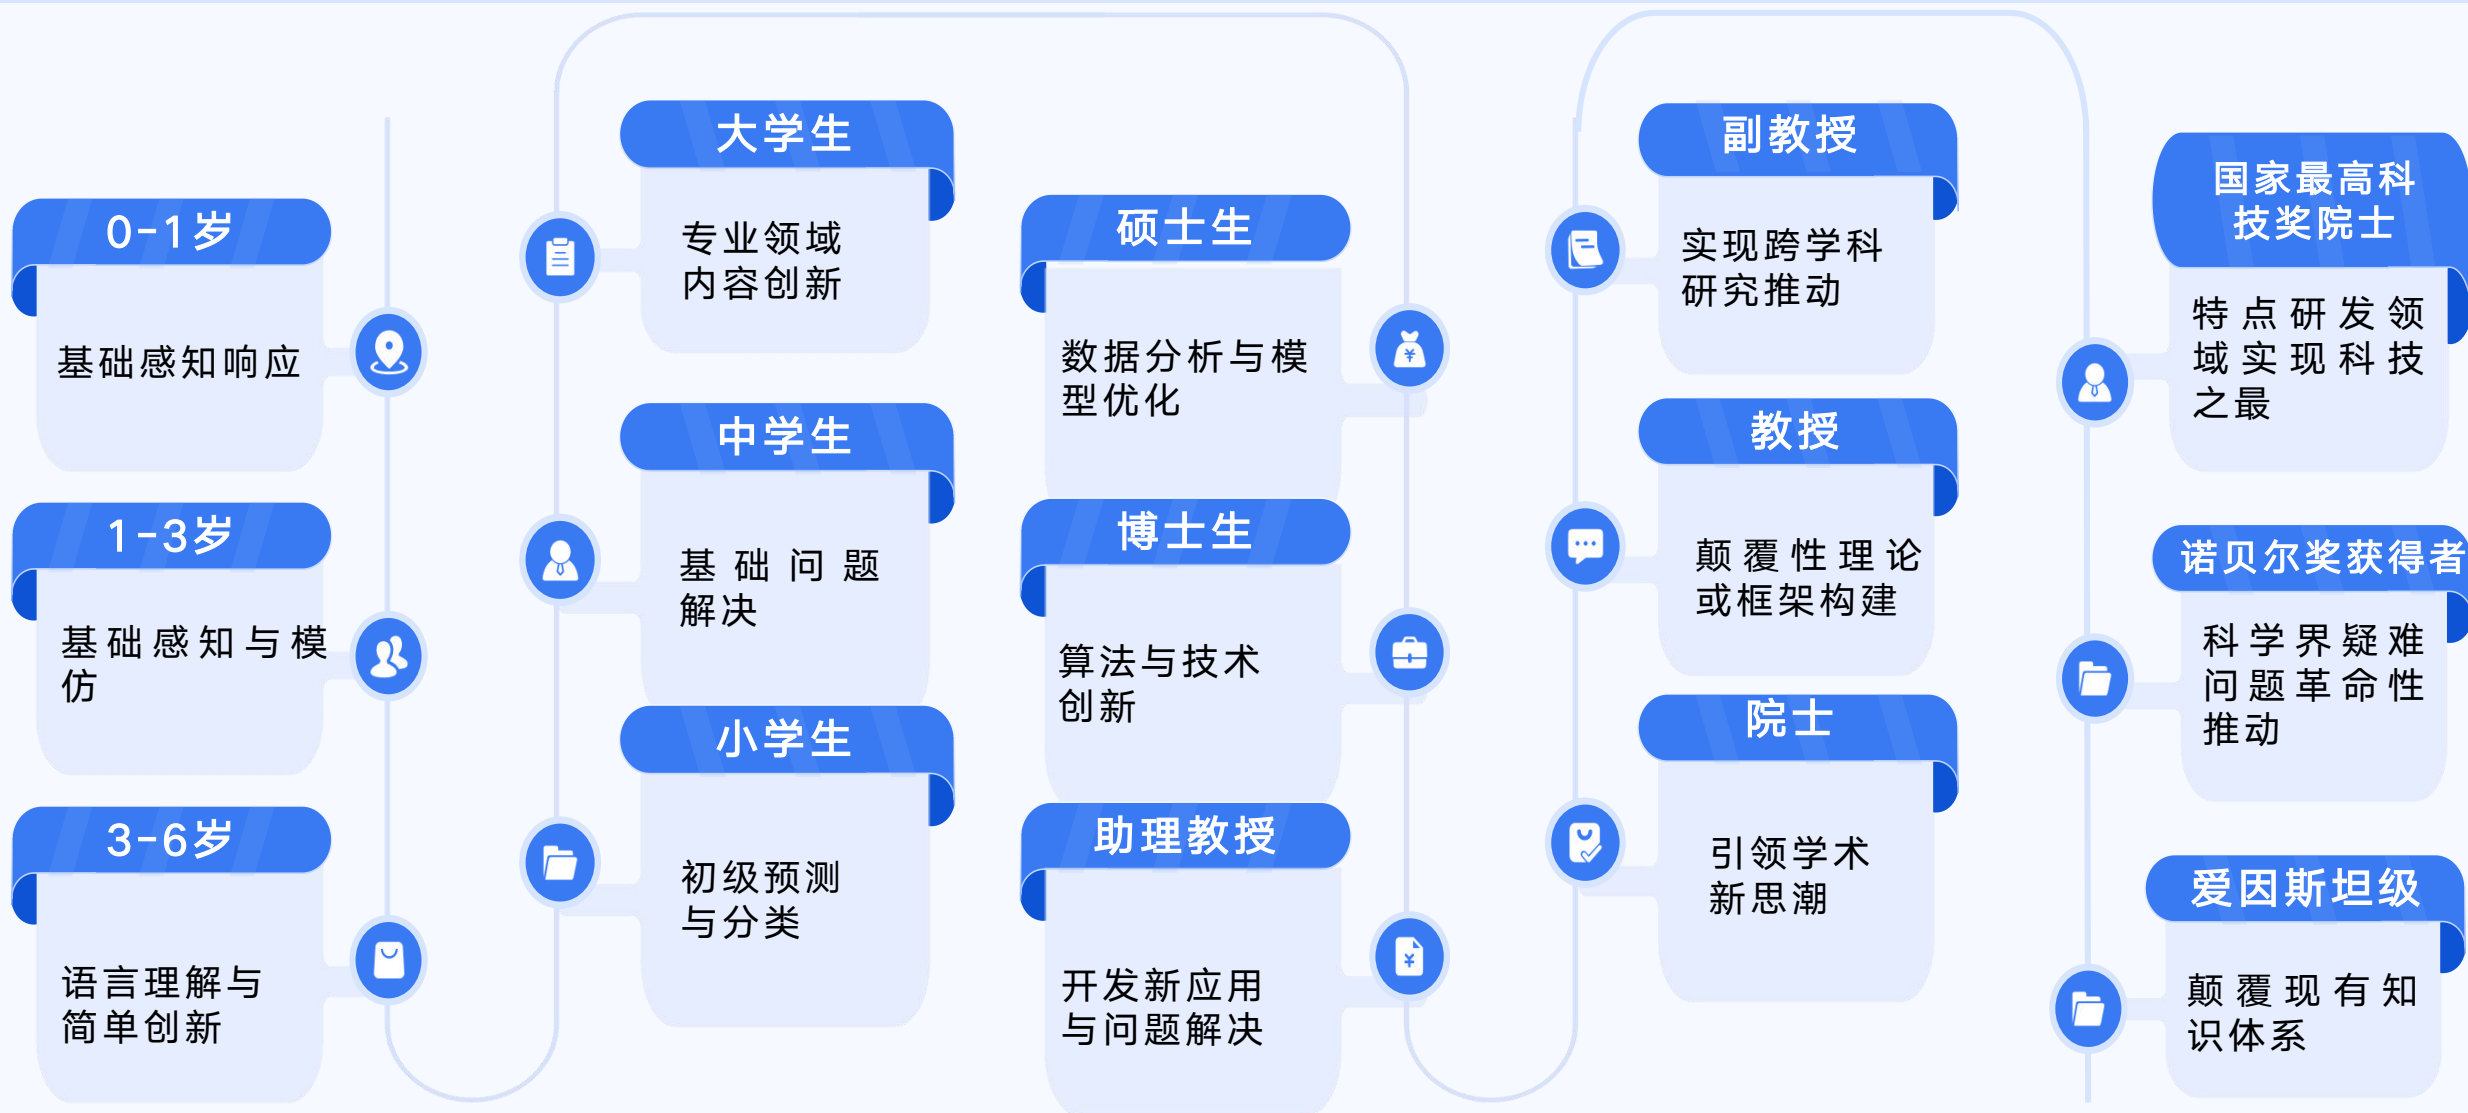 0-1岁
基础感知响应
1-3岁
基础感知与模
仿
3-6岁
语言理解与
简单创新
大学生
专业领域
内容创新
中学生
基础问题
解决
小学生
初级预测
与分类
硕士生
数据分析与模
型优化
博士生
算法与技术
创新
助理教授
开发新应用
与问题解决
副教授
实现跨学科
研究推动
教授
颠覆性理论
或框架构建
院士
引领学术
新思潮
国家最高科
技奖院士
特点研发领
域实现科技
之最
诺贝尔奖获得者
科学界疑难
问题革命性
推动
爱因斯坦级
颠覆现有知
识体系